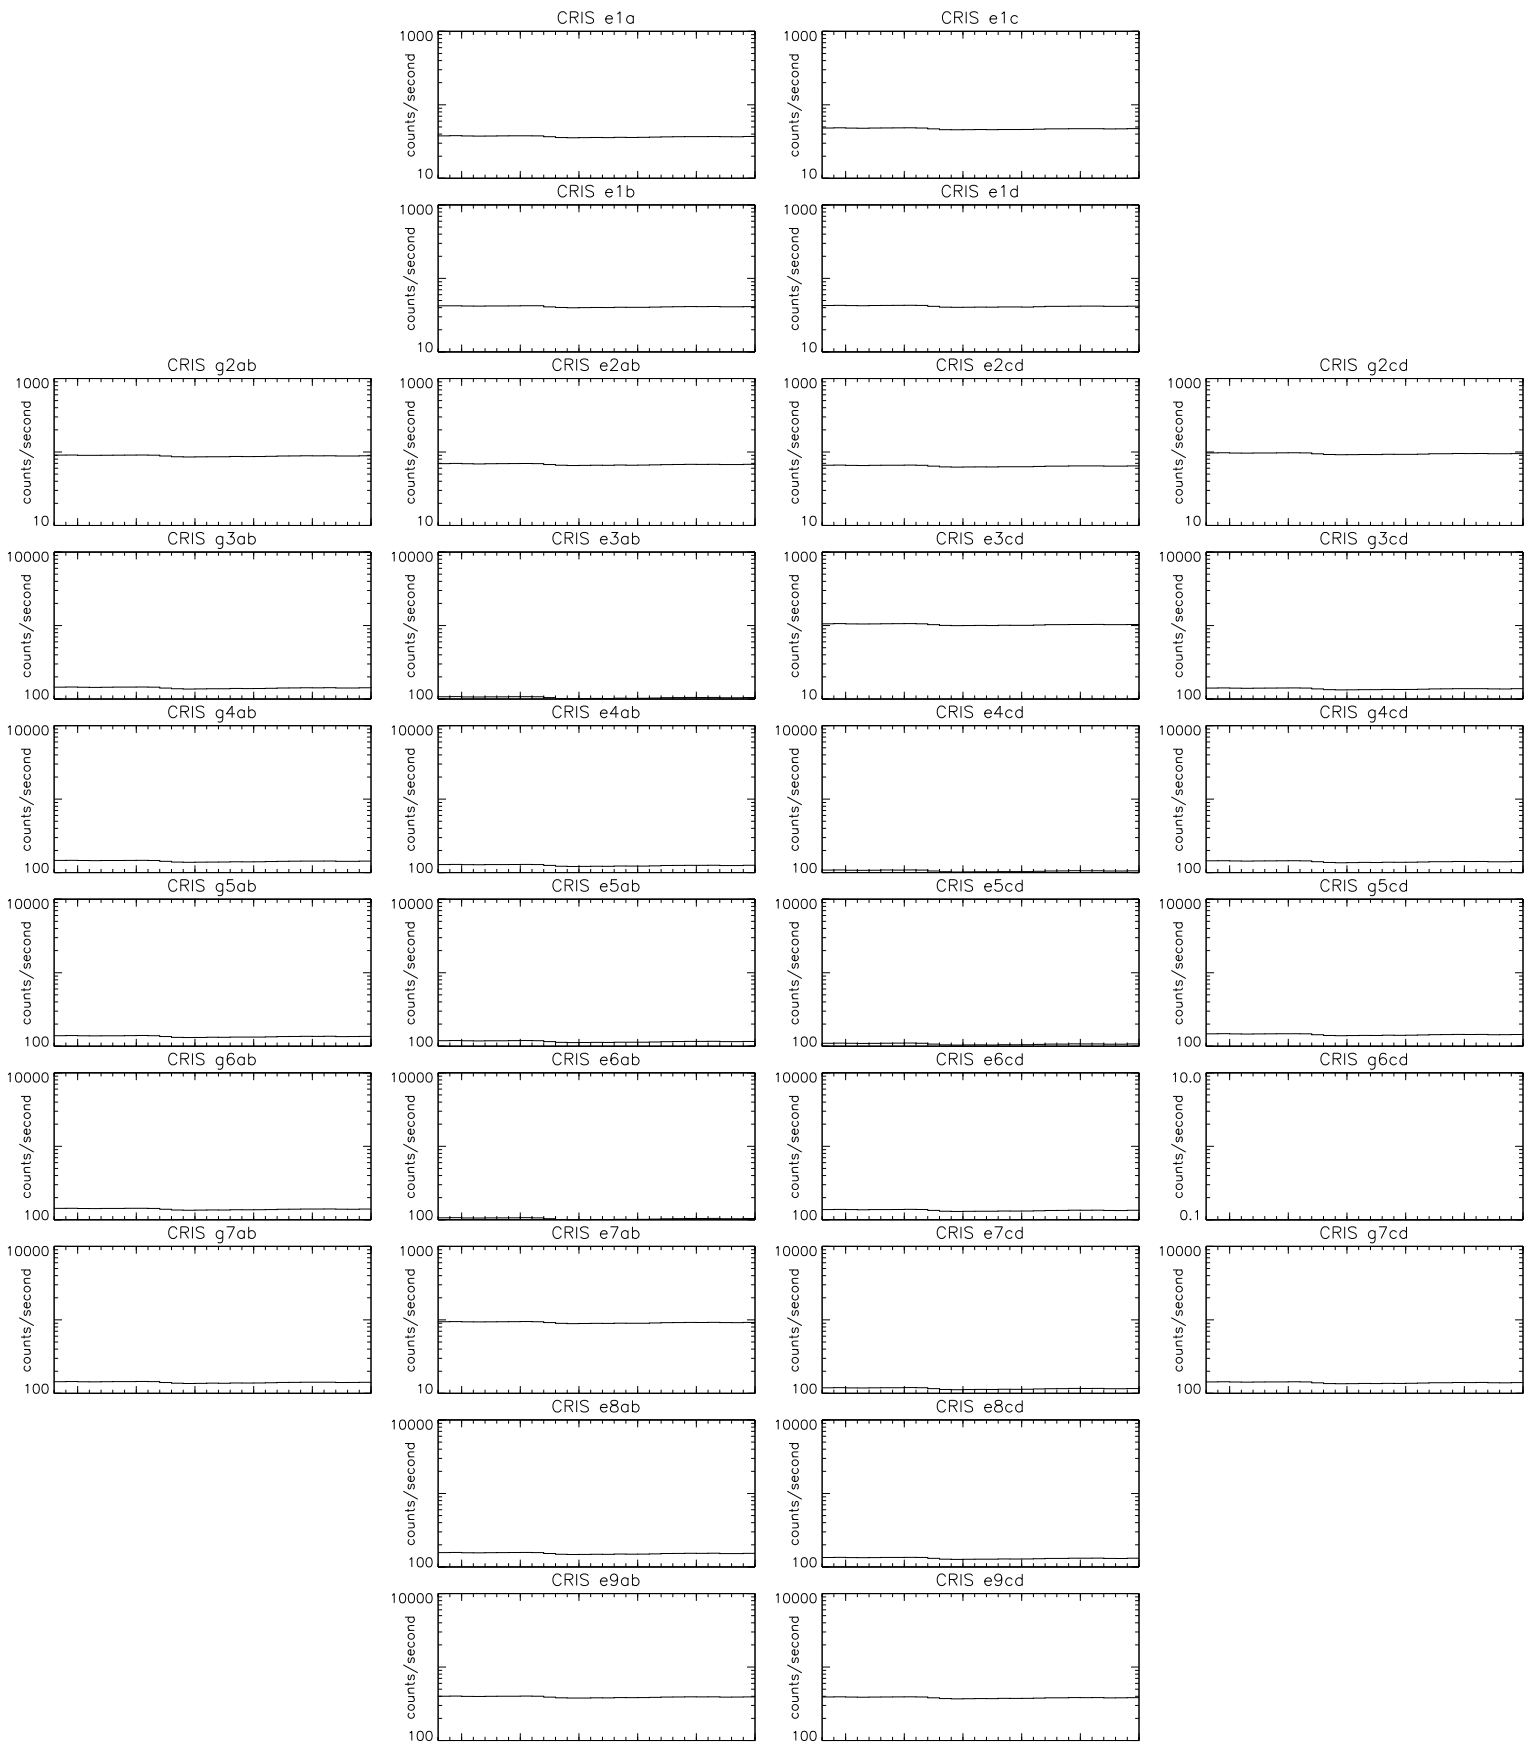 CRIS e1a
CRIS e1c
1000
counts/second
10
1000
counts/second
10
CRIS e1b
CRIS e1d
1000
counts/second
10
1000
counts/second
10
CRIS g2ab
CRIS e2ab
CRIS e2cd
CRIS g2cd
1000
counts/second
10
1000
counts/second
10
1000
counts/second
10
1000
counts/second
10
CRIS g3ab
CRIS e3ab
CRIS e3cd
CRIS g3cd
10000
counts/second
100
10000
counts/second
100
1000
counts/second
10
10000
counts/second
100
CRIS g4ab
CRIS e4ab
CRIS e4cd
CRIS g4cd
10000
counts/second
100
10000
counts/second
100
10000
counts/second
100
10000
counts/second
100
CRIS g5ab
CRIS e5ab
CRIS e5cd
CRIS g5cd
10000
counts/second
100
10000
counts/second
100
10000
counts/second
100
10000
counts/second
100
CRIS g6ab
CRIS e6ab
CRIS e6cd
CRIS g6cd
10000
counts/second
100
10000
counts/second
100
10000
counts/second
100
10.0
counts/second
0.1
CRIS g7ab
CRIS e7ab
CRIS e7cd
CRIS g7cd
10000
counts/second
100
1000
counts/second
10
10000
counts/second
100
10000
counts/second
100
CRIS e8ab
CRIS e8cd
10000
counts/second
100
10000
counts/second
100
CRIS e9ab
CRIS e9cd
10000
counts/second
100
10000
counts/second
100